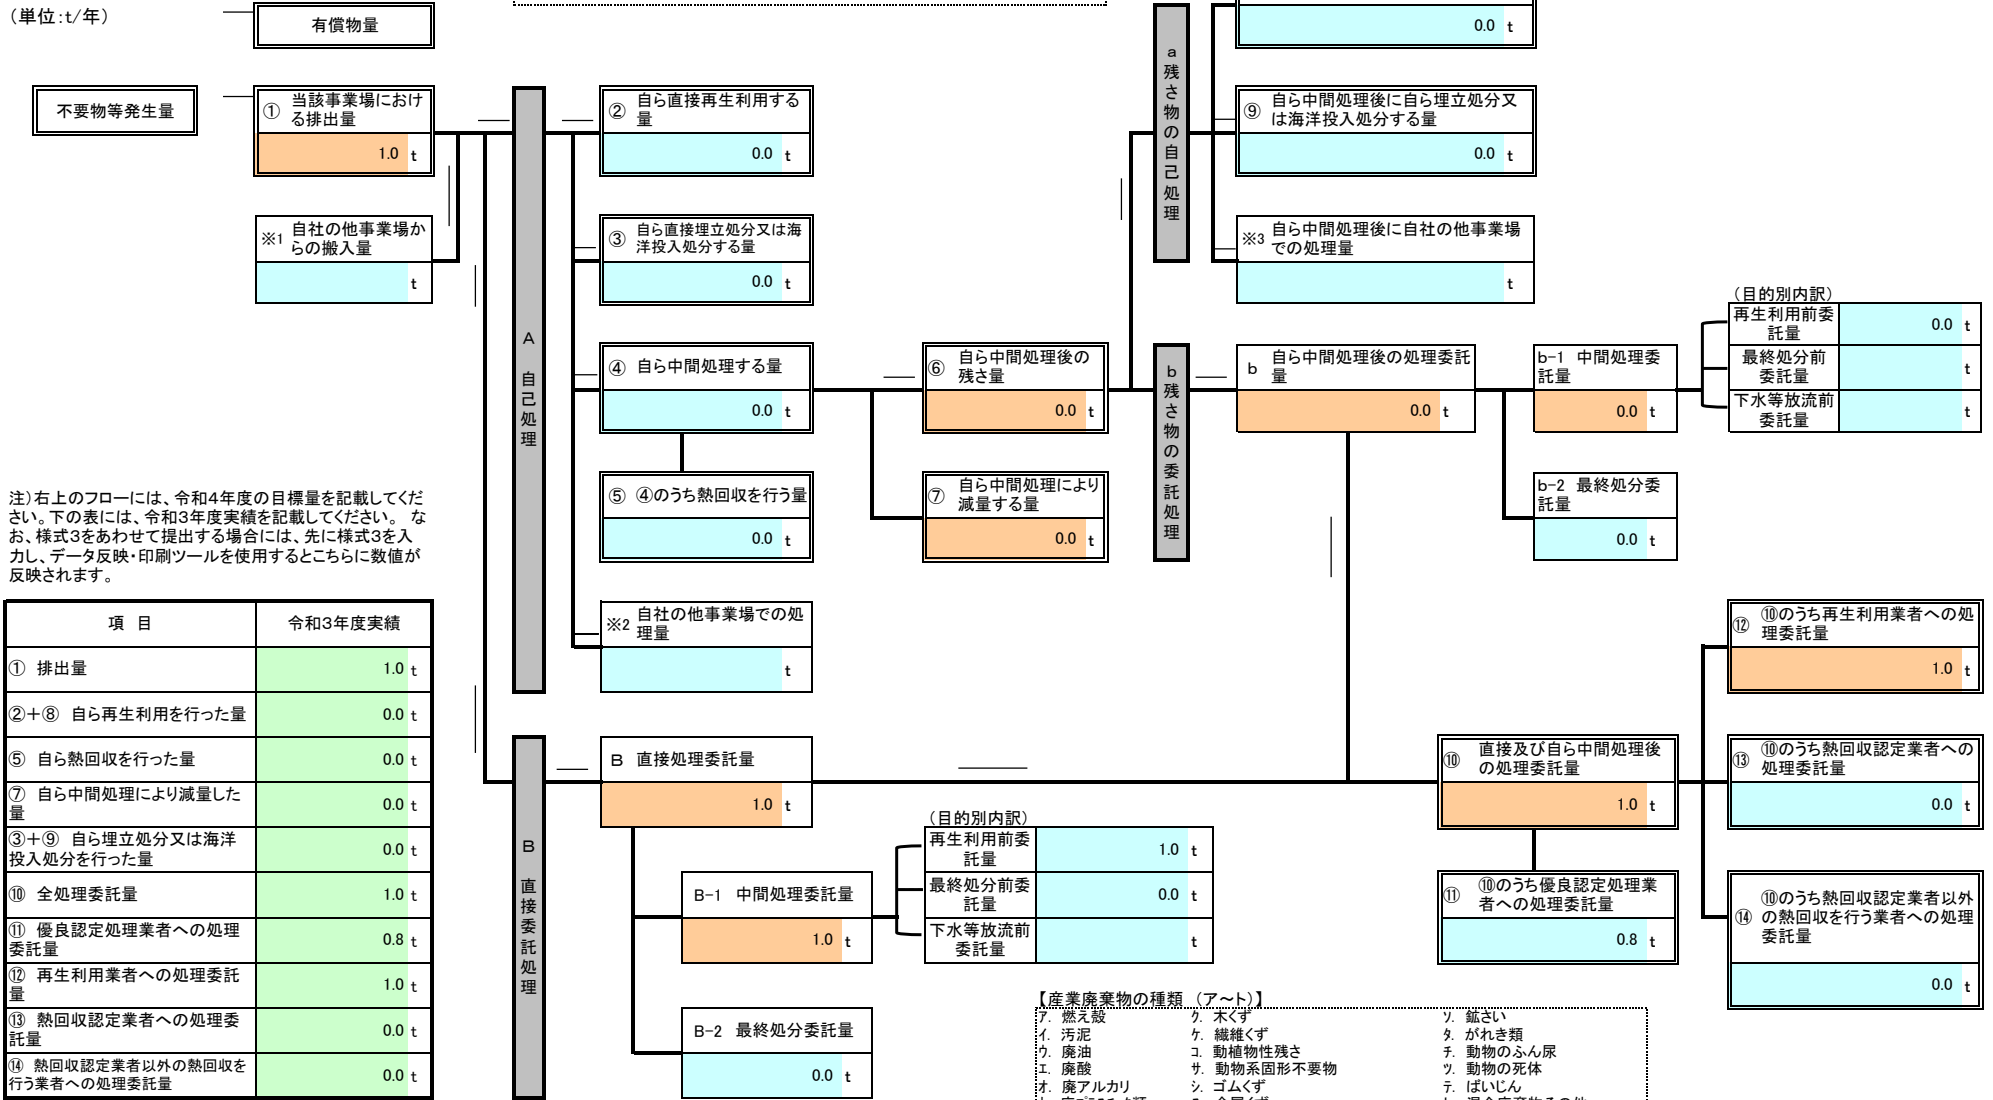 （単位:t/年）
有償物量
0.0 t
不要物等発生量
① 当該事業場におけ
る排出量
1.0 t
※1 自社の他事業場か
らの搬入量
t
A 自己処理
② 自ら直接再生利用する
量
0.0 t
③ 自ら直接埋立処分又は海
洋投入処分する量
0.0 t
④ 自ら中間処理する量
0.0 t
⑤ ④のうち熱回収を行う量
0.0 t
※2 自社の他事業場での処
理量
t
⑥ 自ら中間処理後の
残さ量
0.0 t
⑦ 自ら中間処理により
減量する量
0.0 t
a 残さ物の自己処理
⑨ 自ら中間処理後に自ら埋立処分又
は海洋投入処分する量
0.0 t
※3 自ら中間処理後に自社の他事業場
での処理量
t
b 残さ物の委託処理
b 自ら中間処理後の処理委託
量
0.0 t
b-1 中間処理委
託量
0.0 t
b-2 最終処分委
託量
0.0 t
（目的別内訳）
再生利用前委
託量
0.0 t
最終処分前
委託量
t
下水等放流前
委託量
t
注）右上のフローには、令和4年度の目標量を記載してくだ
さい。下の表には、令和3年度実績を記載してください。 な
お、様式3をあわせて提出する場合には、先に様式3を入
力し、データ反映・印刷ツールを使用するとこちらに数値が
反映されます。
項 目 令和3年度実績
① 排出量 1.0 t
②＋⑧ 自ら再生利用を行った量 0.0 t
⑤ 自ら熱回収を行った量 0.0 t
⑦ 自ら中間処理により減量した
量 0.0 t
③＋⑨ 自ら埋立処分又は海洋
投入処分を行った量 0.0 t
⑩ 全処理委託量 1.0 t
⑪ 優良認定処理業者への処理
委託量 0.8 t
⑫ 再生利用業者への処理委託
量 1.0 t
⑬ 熱回収認定業者への処理委
託量 0.0 t
⑭ 熱回収認定業者以外の熱回収を
行う業者への処理委託量 0.0 t
B 直接委託処理
B 直接処理委託量
1.0 t
B-1 中間処理委託量
1.0 t
B-2 最終処分委託量
0.0 t
（目的別内訳）
再生利用前委
託量
1.0 t
最終処分前委
託量
0.0 t
下水等放流前
委託量
t
⑩ 直接及び自ら中間処理後
の処理委託量
1.0 t
⑪ ⑩のうち優良認定処理業
者への処理委託量
0.8 t
⑫ ⑩のうち再生利用業者への処
理委託量
1.0 t
⑬ ⑩のうち熱回収認定業者への
処理委託量
0.0 t
⑭ ⑩のうち熱回収認定業者以外
の熱回収を行う業者への処理
委託量
0.0 t
【産業廃棄物の種類 （ア～ト）】
ア. 燃え殻 ク. 木くず ソ. 鉱さい
イ. 汚泥 ケ. 繊維くず タ. がれき類
ウ. 廃油 コ. 動植物性残さ チ. 動物のふん尿
エ. 廃酸 サ. 動物系固形不要物 ツ. 動物の死体
オ. 廃アルカリ シ. ゴムくず テ. ばいじん